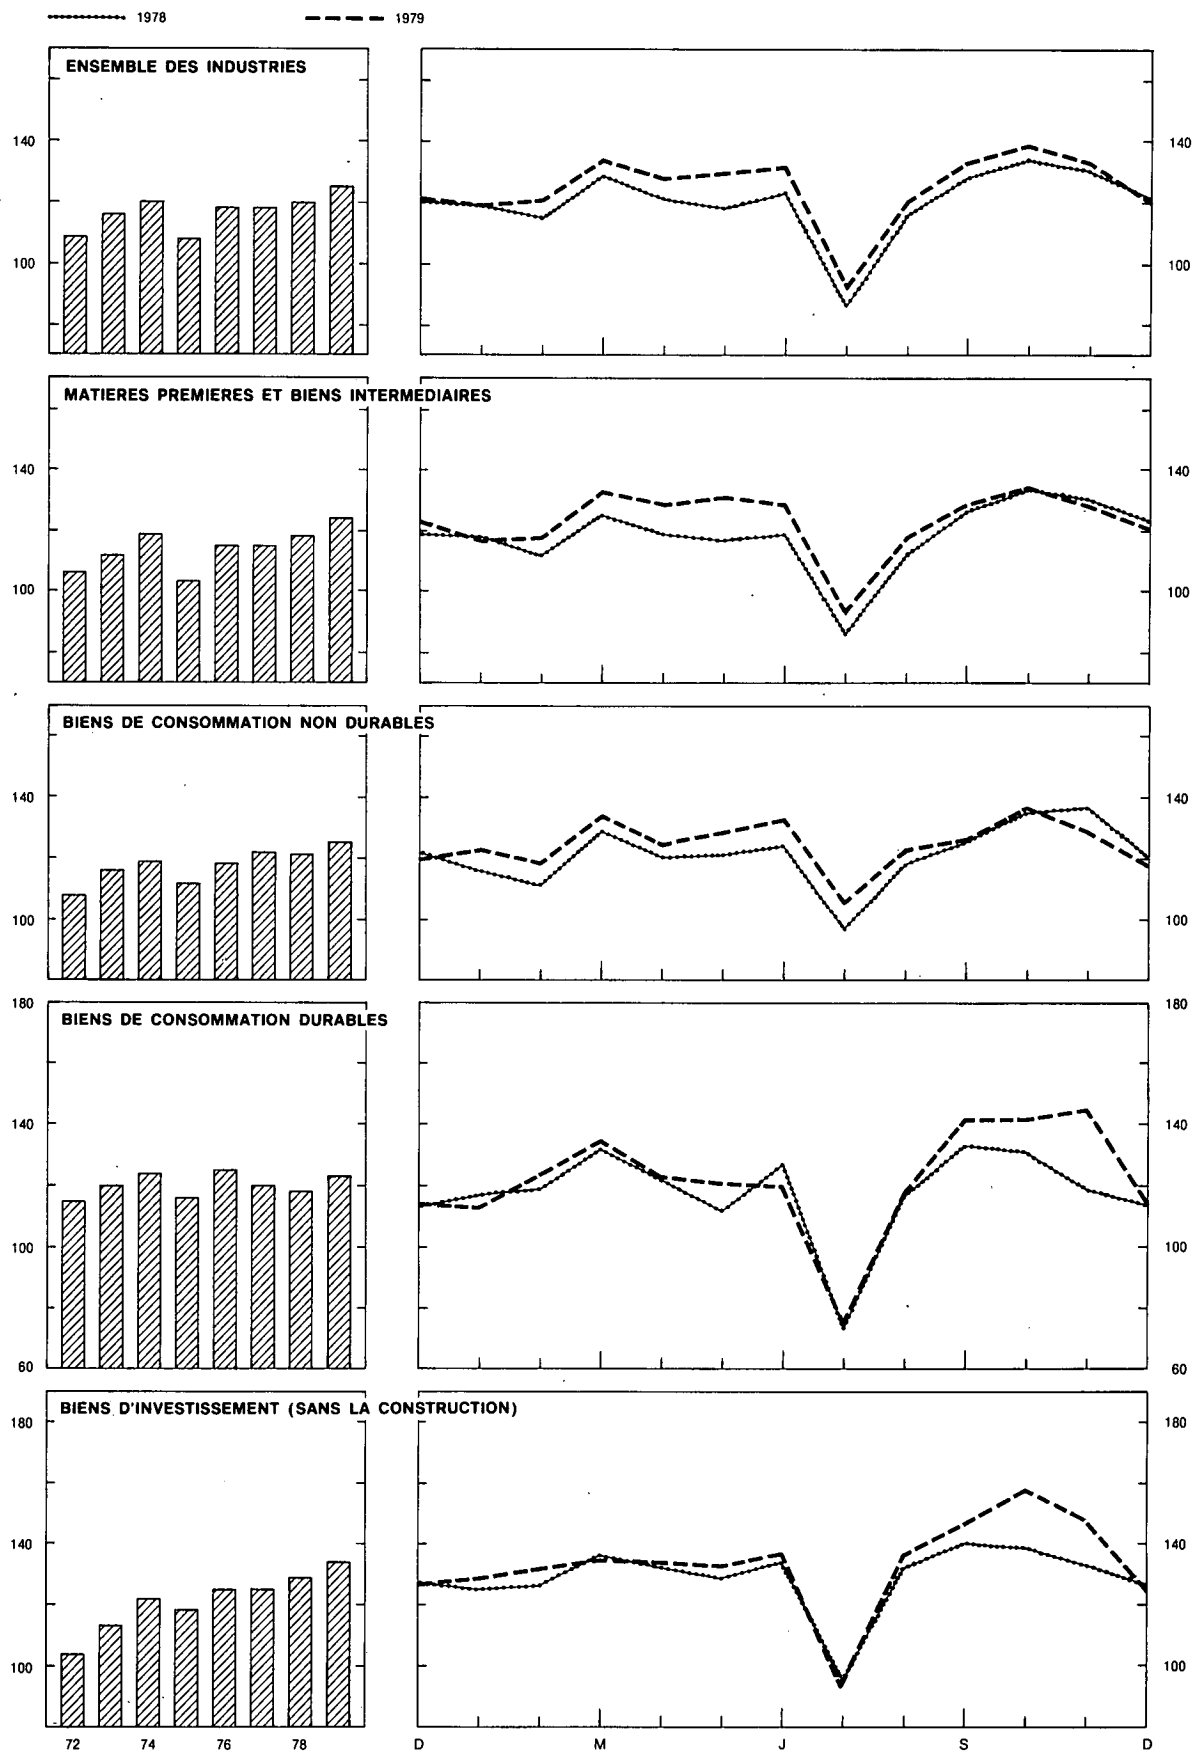 1978 1979
ENSEMBLE DES INDUSTRIES
140 140
100 100
MATIERES PREMIERES ET BIENS INTERMEDIAIRES
140 140
100 100
BIENS DE CONSOMMATION NON DURABLES
140 140
100 100
180 180
BIENS DE CONSOMMATION DURABLES
140 140
100 100
60 60
BIENS D'INVESTISSEMENT (SANS LA CONSTRUCTION)
180 180
140 140
100 100
72 74 76 78 D M J S D